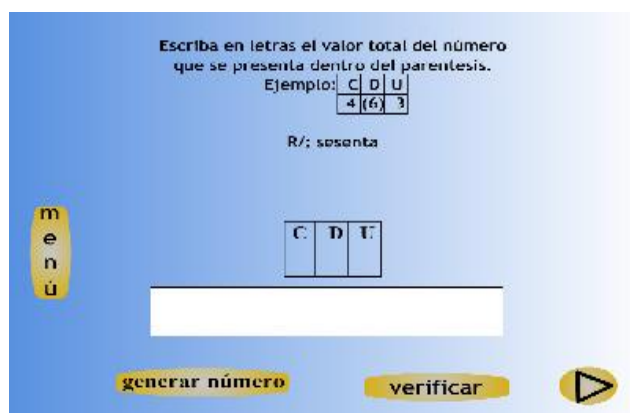 Escriba en letras el valor total del número
que se presenta dentro del parentesis.
Ejemplo: C D U
4 (6) 3
R/; sesenta
menú
C D U
generar número
verificar